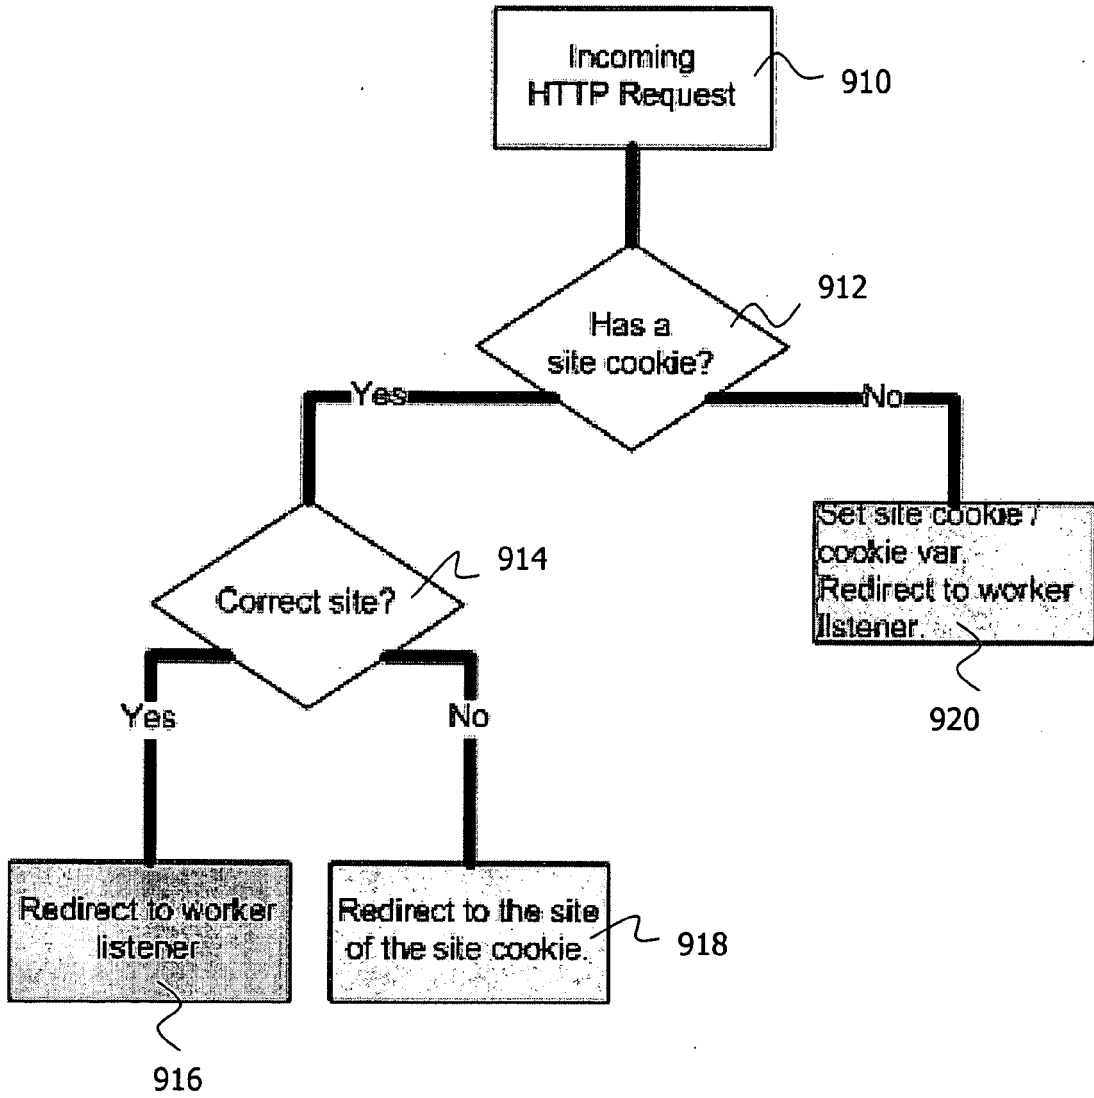 Incoming
HTTP Request
910
912
Has a
site cookie?
Yes
No
Set site cookie /
cookie var.
Redirect to worker
listener.
914
Correct site?
920
Yes
No
Redirect to worker
listener
Redirect to the site
of the site cookie.
918
916